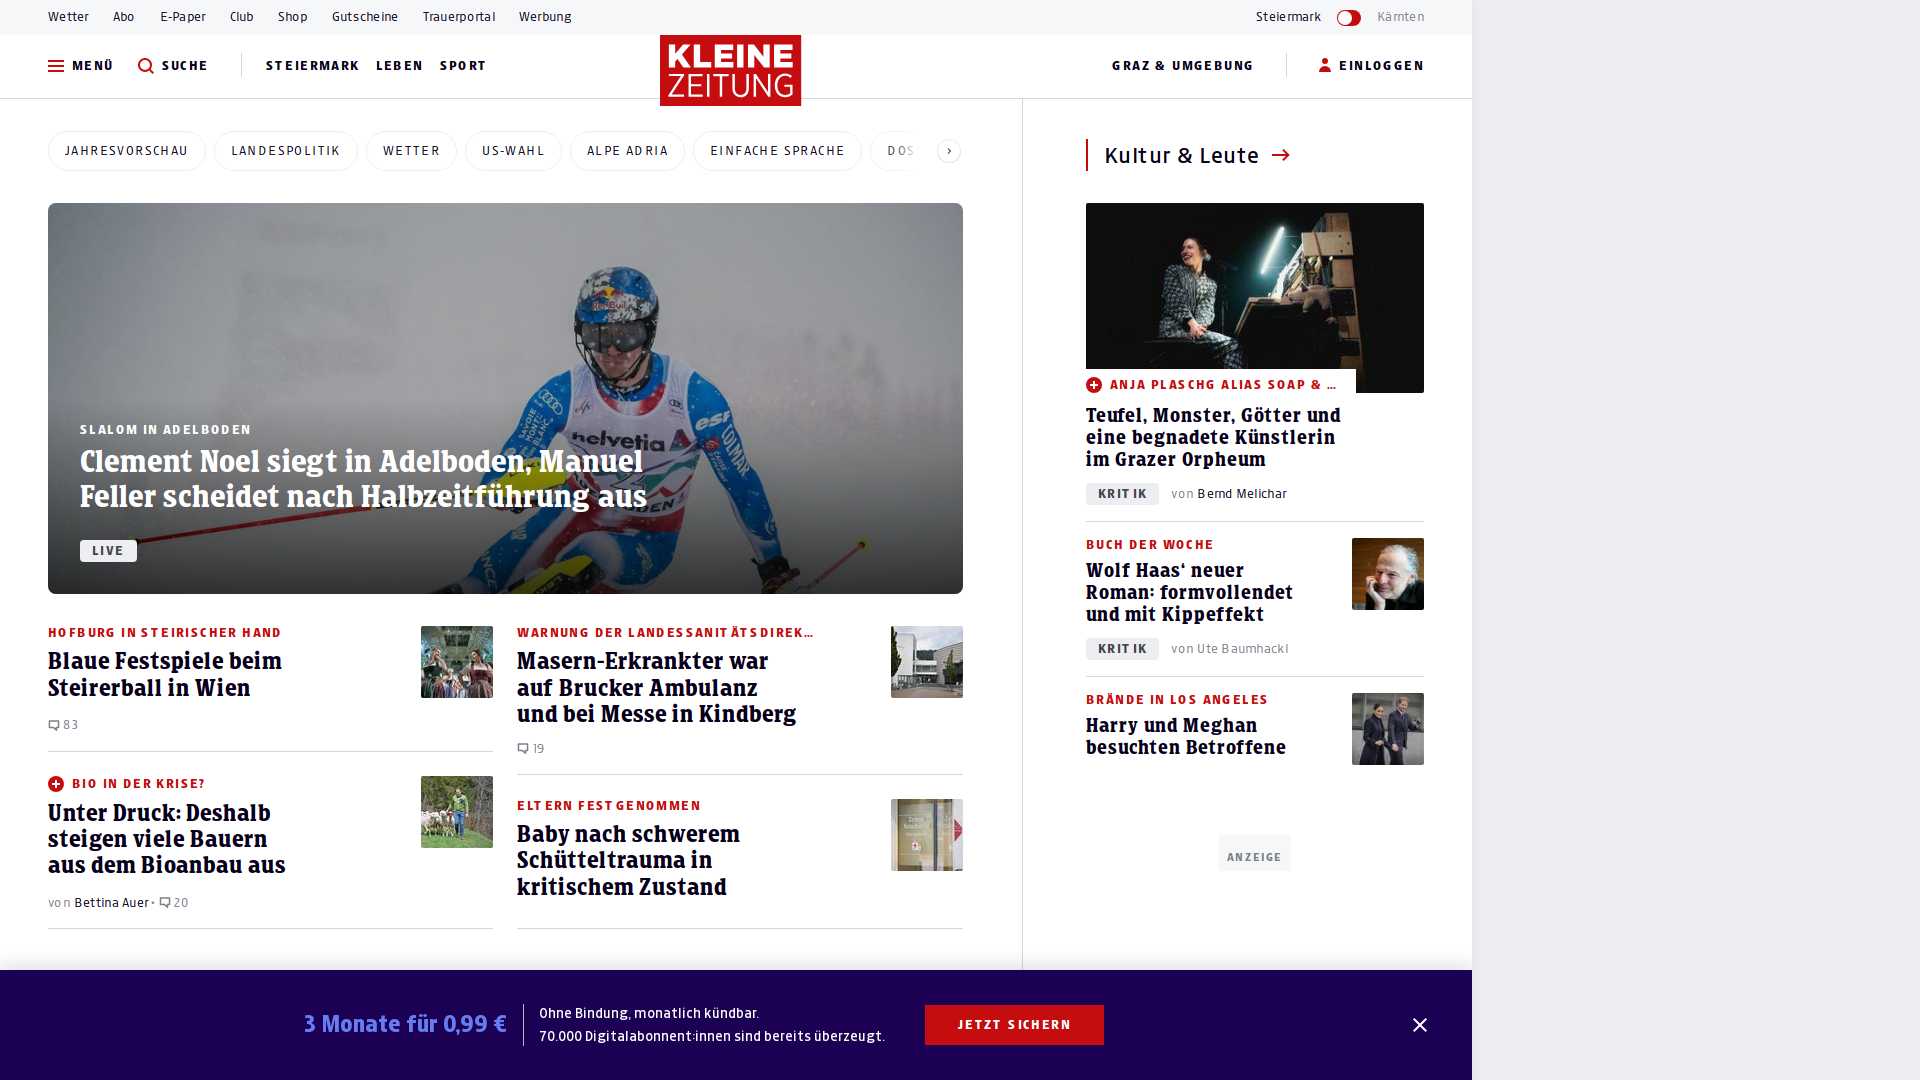 Wetter Abo E-Paper Club Shop Gutscheine Trauerportal Werbung Steiermark Kärnten
MENÜ SUCHE STEIERMARK LEBEN SPORT KLEINE ZEITUNG GRAZ & UMGEBUNG EINLOGGEN
JAHRESVORSCHAU LANDESPOLITIK WETTER US-WAHL ALPE ADRIA EINFACHE SPRACHE DOS
SLALOM IN ADELBODEN
Clement Noel siegt in Adelboden, Manuel
Feller scheidet nach Halbzeitführung aus
LIVE
HOFBURG IN STEIRISCHER HAND
Blaue Festspiele beim
Steirerball in Wien
83
BIO IN DER KRISE?
Unter Druck: Deshalb
steigen viele Bauern
aus dem Bioanbau aus
von Bettina Auer • 20
WARNUNG DER LANDESSANITÄTSDIREK…
Masern-Erkrankter war
auf Brucker Ambulanz
und bei Messe in Kindberg
19
ELTERN FESTGENOMMEN
Baby nach schwerem
Schütteltrauma in
kritischem Zustand
Kultur & Leute
ANJA PLASCHG ALIAS SOAP & …
Teufel, Monster, Götter und
eine begnadete Künstlerin
im Grazer Orpheum
KRITIK von Bernd Melichar
BUCH DER WOCHE
Wolf Haas‘ neuer
Roman: formvollendet
und mit Kippeffekt
KRITIK von Ute Baumhackl
BRÄNDE IN LOS ANGELES
Harry und Meghan
besuchten Betroffene
ANZEIGE
3 Monate für 0,99 €
Ohne Bindung, monatlich kündbar.
70.000 Digitalabonnent:innen sind bereits überzeugt.
JETZT SICHERN